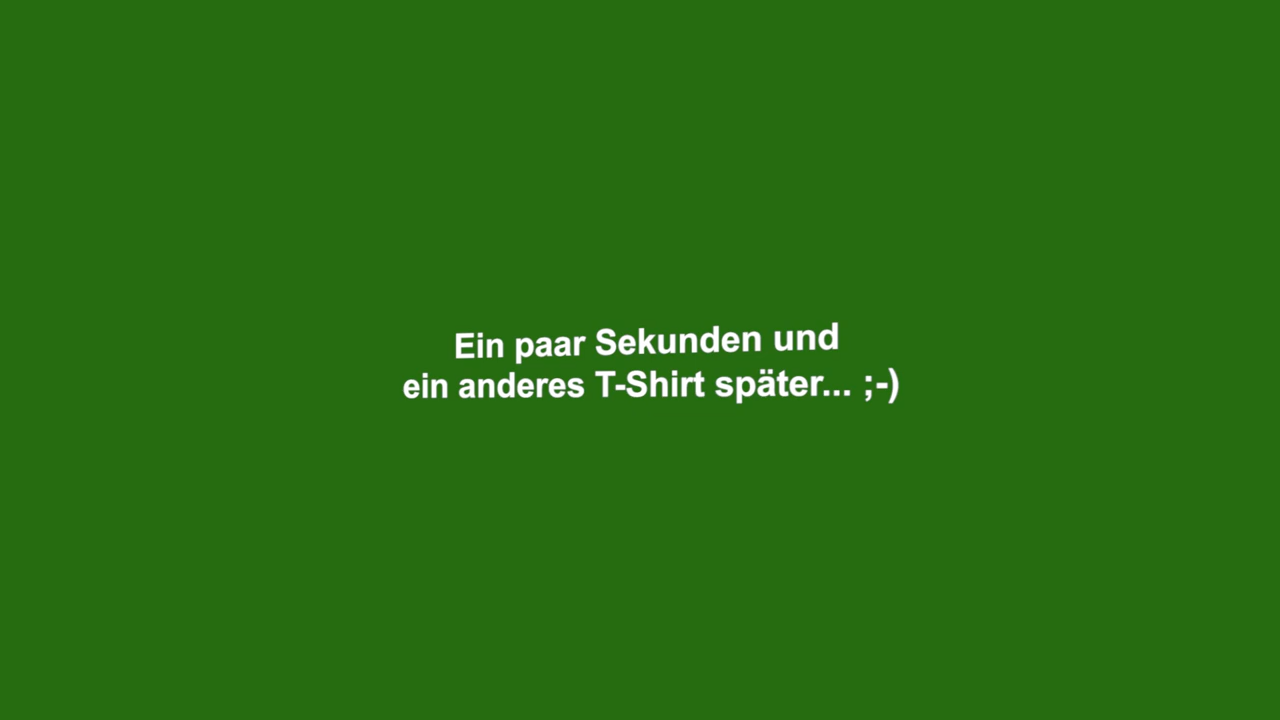 Ein paar Sekunden und
ein anderes T-Shirt später... ;-)